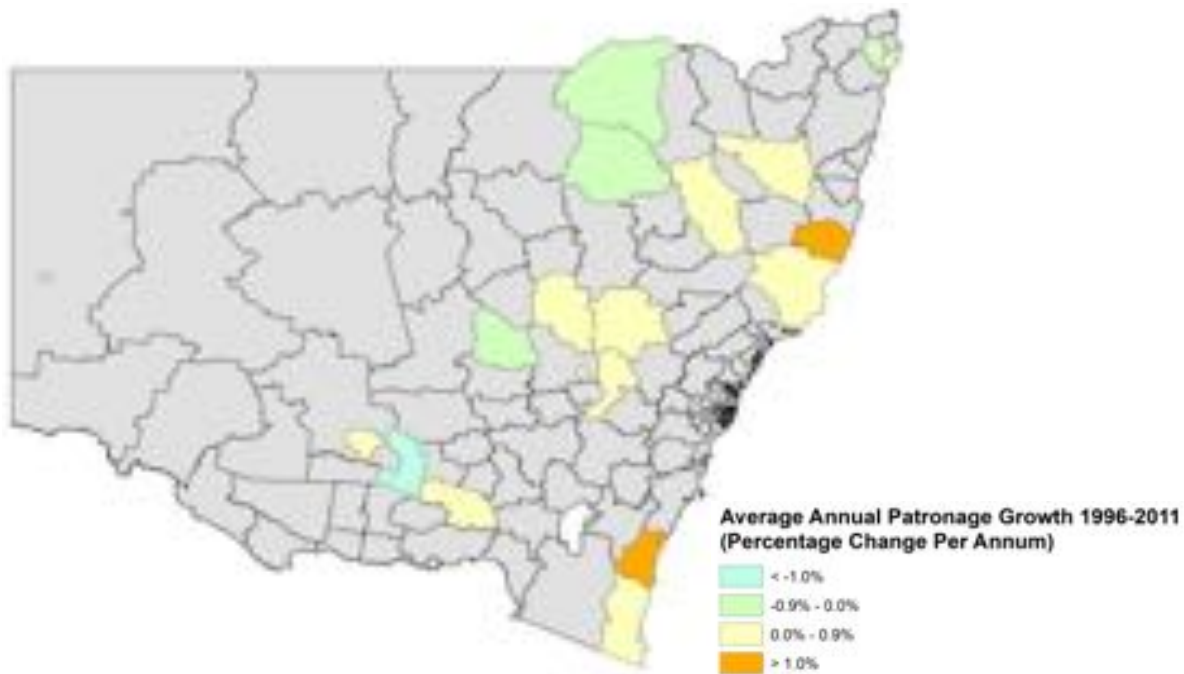 Average Annual Patronage Growth 1996-2011
(Percentage Change Per Annum)
< -1.0%
-0.9% - 0.0%
0.0% - 0.9%
> 1.0%